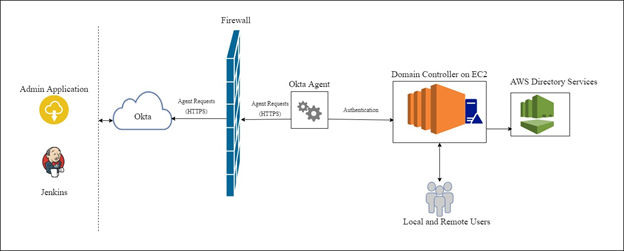 Firewall
Admin Application
Okta
Agent Requests
(HTTPS)
Agent Requests
(HTTPS)
Okta Agent
Authentication
Domain Controller on EC2
AWS Directory Services
Jenkins
Local and Remote Users